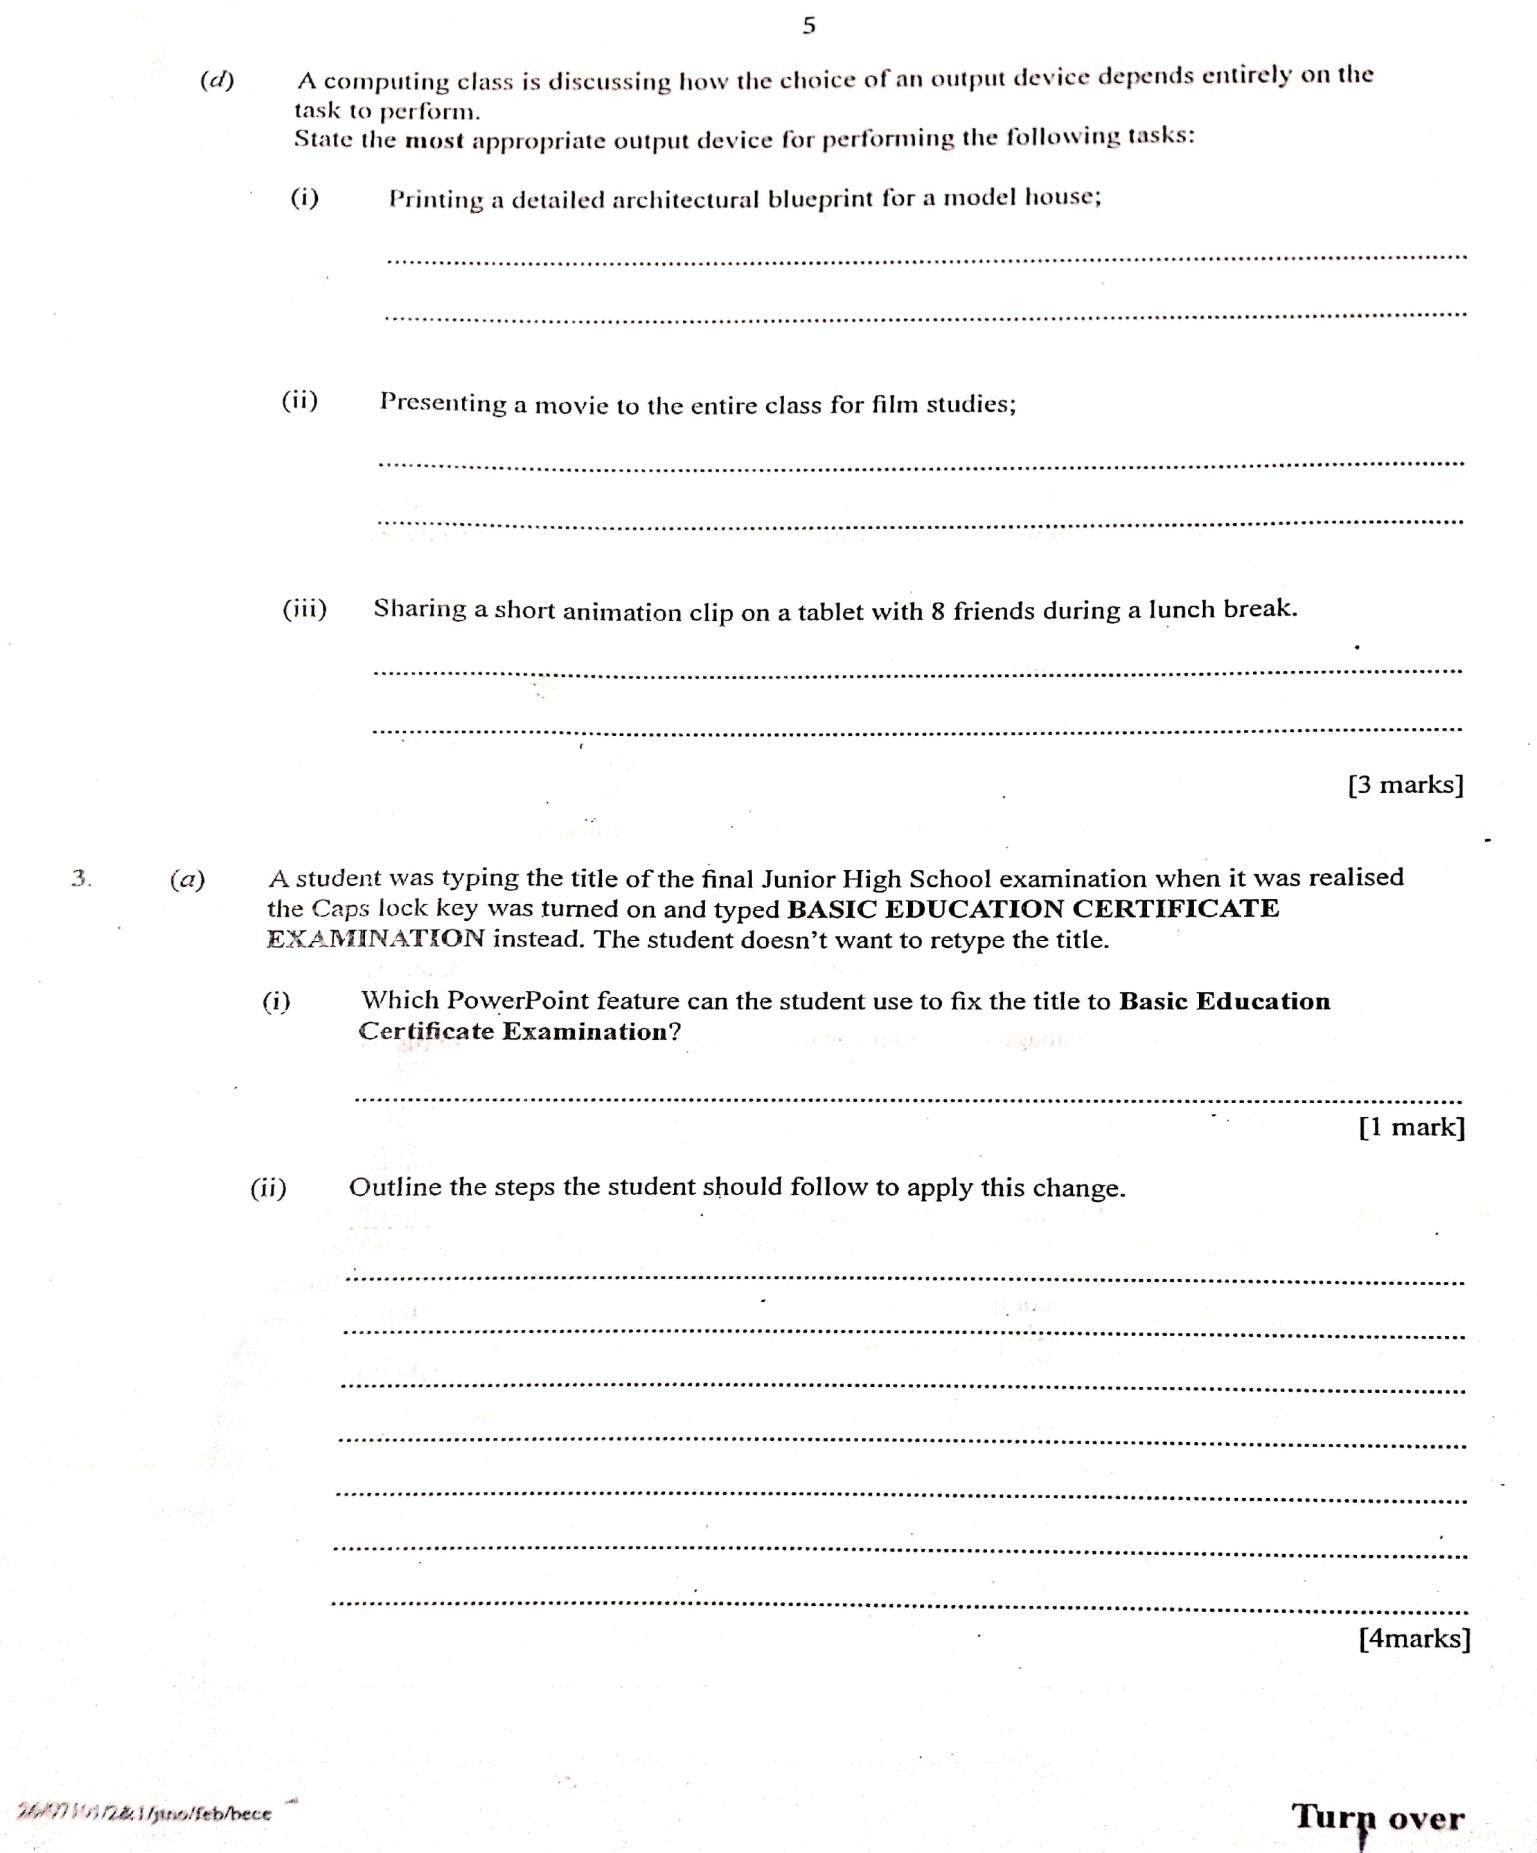 5
(d) A computing class is discussing how the choice of an output device depends entirely on the
task to perform.
State the most appropriate output device for performing the following tasks:
(i) Printing a detailed architectural blueprint for a model house;
(ii) Presenting a movie to the entire class for film studies;
(iii) Sharing a short animation clip on a tablet with 8 friends during a lunch break.
[3 marks]
3. (a) A student was typing the title of the final Junior High School examination when it was realised
the Caps lock key was turned on and typed BASIC EDUCATION CERTIFICATE
EXAMINATION instead. The student doesn't want to retype the title.
(i) Which PowerPoint feature can the student use to fix the title to Basic Education
Certificate Examination?
[1 mark]
(ii) Outline the steps the student should follow to apply this change.
[4marks]
Turn over